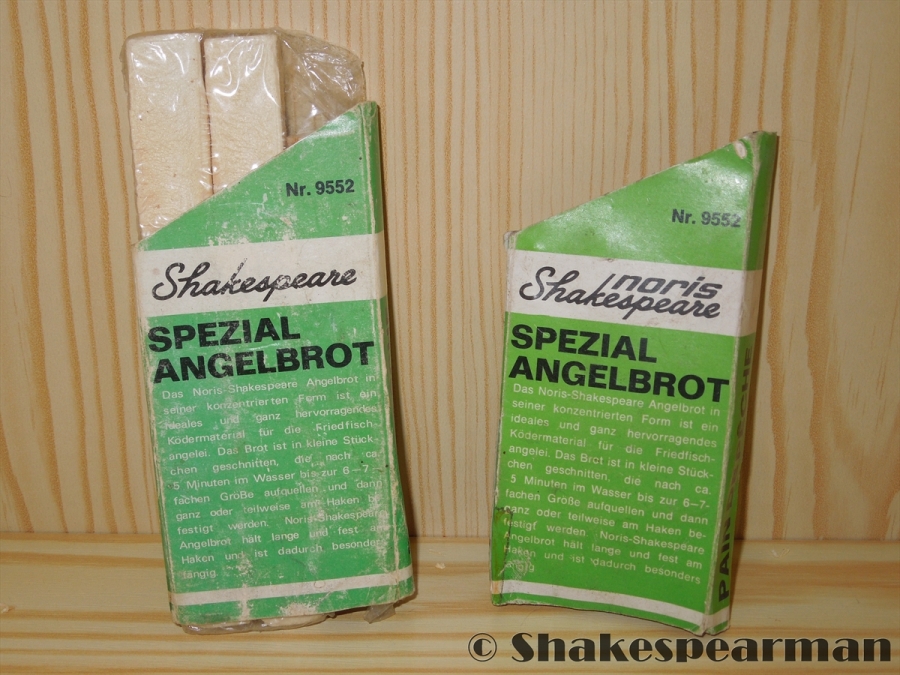 Nr. 9552
Shakespeare
SPEZIAL
ANGELBROT
Das Noris-Shakespeare Angelbrot in
seiner konzentrierten Form ist ein
ideales und ganz hervorragendes
Ködermaterial für die Friedfisch-
angelei. Das Brot ist in kleine Stück-
chen geschnitten, die nach ca.
5 Minuten im Wasser bis zur 6—7-
fachen Größe aufquellen und dann
ganz oder teilweise am Haken be
festigt werden. Noris-Shakespeare
Angelbrot hält lange und fest am
Haken und ist dadurch besonders
fängig
Nr. 9552
noris
Shakespeare
SPEZIAL
ANGELBROT
Das Noris-Shakespeare Angelbrot in
seiner konzentrierten Form ist ein
ideales und ganz hervorragendes
Ködermaterial für die Friedfisch-
angelei. Das Brot ist in kleine Stück-
chen geschnitten, die nach ca.
5 Minuten im Wasser bis zur 6—7-
fachen Größe aufquellen und dann
ganz oder teilweise am Haken be-
festigt werden. Noris-Shakespeare
Angelbrot hält lange und fest am
Haken und ist dadurch besonders
PAIN
© Shakespearman